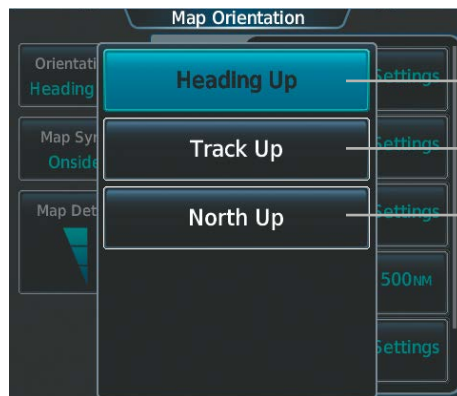 Map Orientation
Orientati
Heading
Settings
Heading Up
Map Syn
Onside
Settings
Track Up
Map Det
Settings
North Up
500NM
Settings